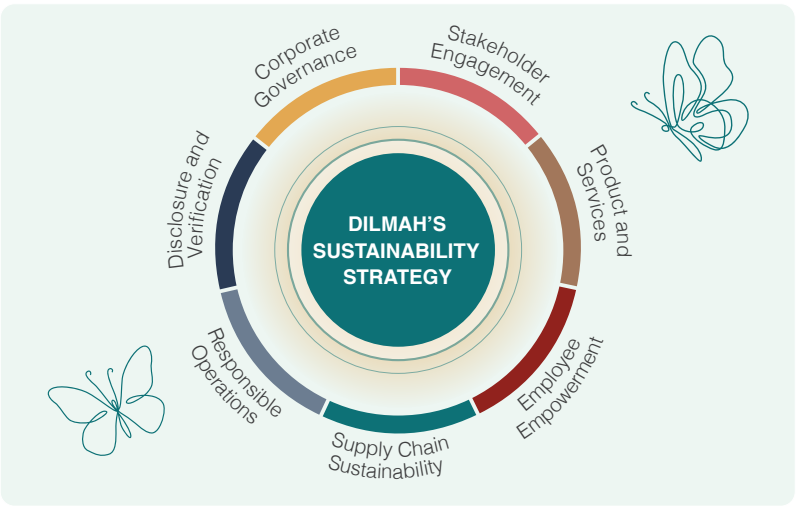 DILMAH'S
SUSTAINABILITY
STRATEGY
Corporate
Governance
Stakeholder
Engagement
Product and
Services
Employee
Empowerment
Supply Chain
Sustainability
Responsible
Operations
Disclosure and
Verification